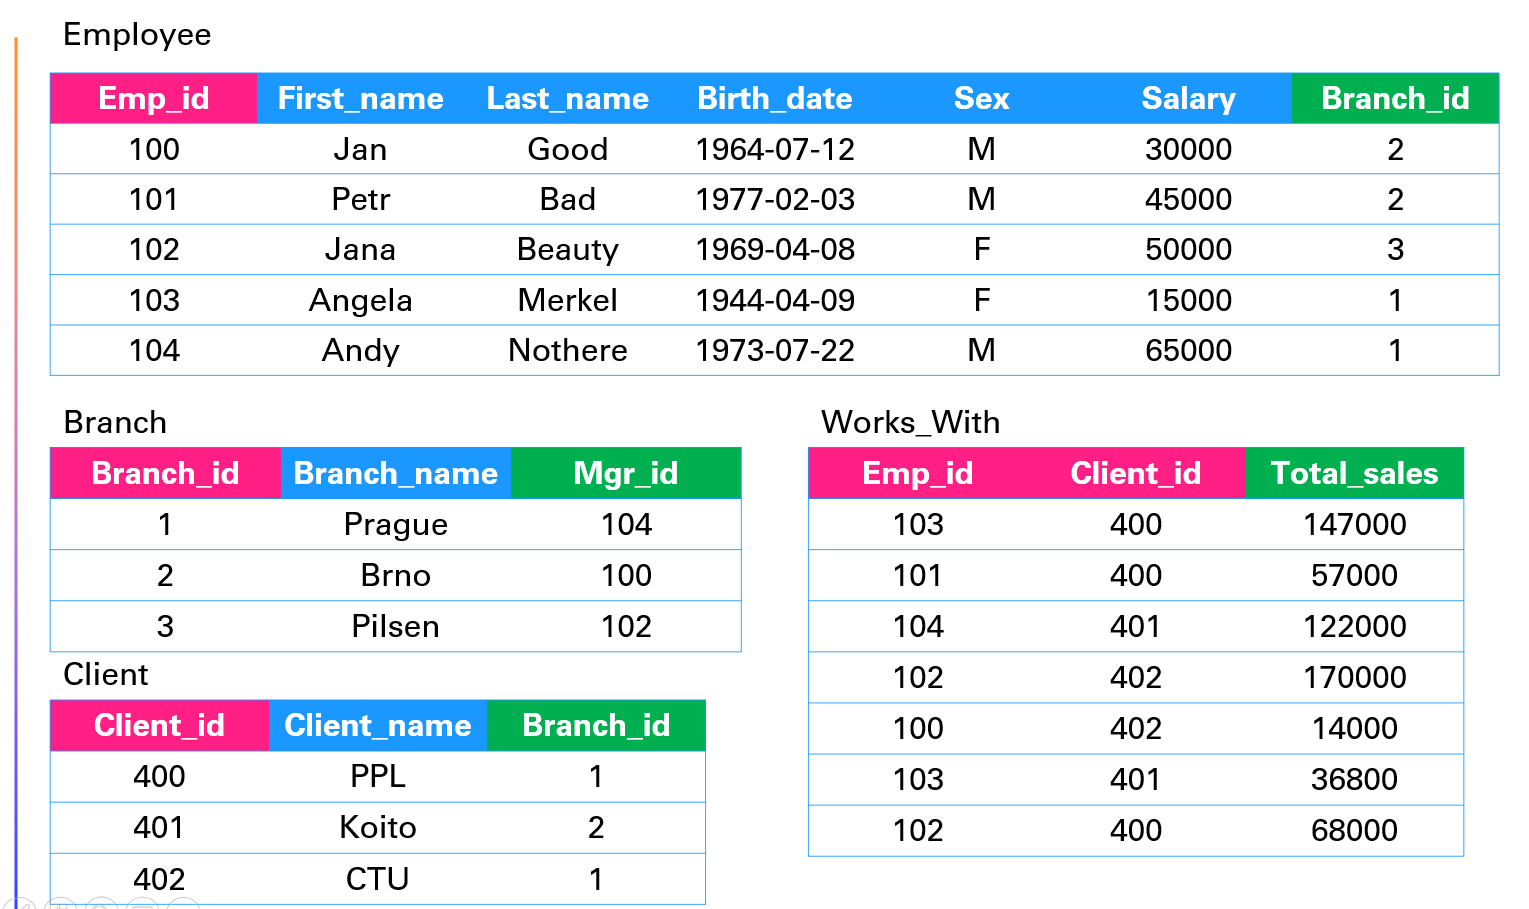 Employee
Emp_id First_name Last_name Birth_date Sex Salary Branch_id
100 Jan Good 1964-07-12 M 30000 2
101 Petr Bad 1977-02-03 M 45000 2
102 Jana Beauty 1969-04-08 F 50000 3
103 Angela Merkel 1944-04-09 F 15000 1
104 Andy Nothere 1973-07-22 M 65000 1
Branch
Branch_id Branch_name Mgr_id
1 Prague 104
2 Brno 100
3 Pilsen 102
Client
Client_id Client_name Branch_id
400 PPL 1
401 Koito 2
402 CTU 1
Works_With
Emp_id Client_id Total_sales
103 400 147000
101 400 57000
104 401 122000
102 402 170000
100 402 14000
103 401 36800
102 400 68000